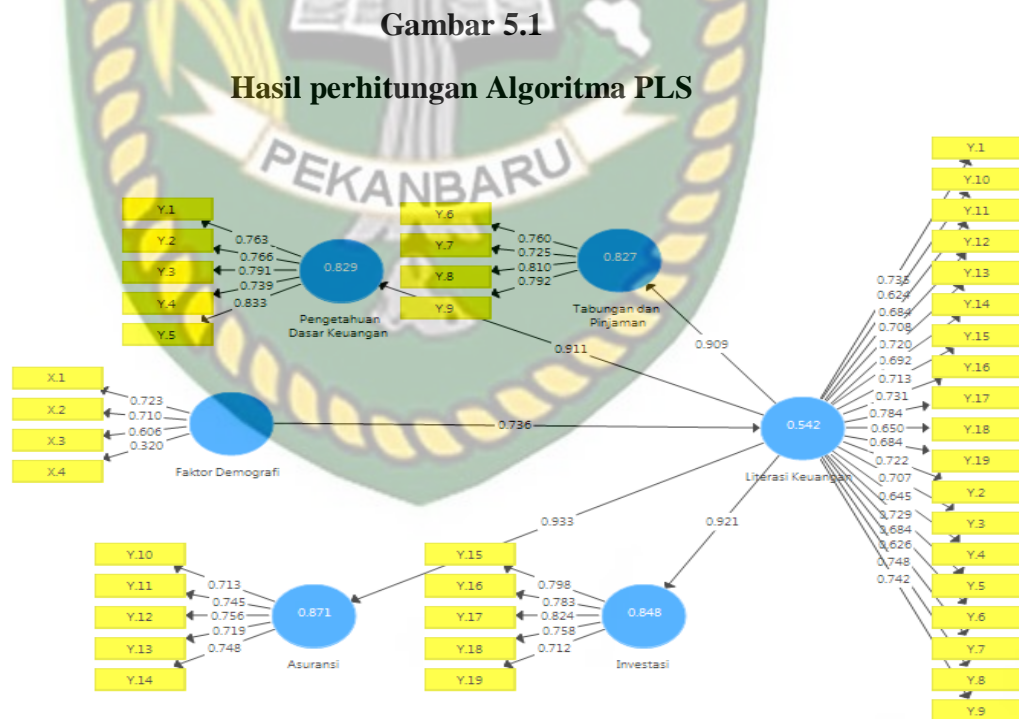 Gambar 5.1
Hasil perhitungan Algoritma PLS
PEKANBARU
Y.1
Y.2
Y.3
Y.4
Y.5
0.763
0.766
0.791
0.739
0.833
0.829
Pengetahuan
Dasar Keuangan
Y.6
Y.7
Y.8
Y.9
0.760
0.725
0.810
0.792
0.827
Tabungan dan
Pinjaman
0.911
0.909
X.1
X.2
X.3
X.4
0.723
0.710
0.606
0.320
Faktor Demografi
0.736
0.542
Literasi Keuangan
0.933
0.921
Y.10
Y.11
Y.12
Y.13
Y.14
0.713
0.745
0.756
0.719
0.748
0.871
Asuransi
Y.15
Y.16
Y.17
Y.18
Y.19
0.798
0.783
0.824
0.758
0.712
0.848
Investasi
0.735
0.624
0.684
0.708
0.720
0.692
0.713
0.731
0.784
0.650
0.684
0.722
0.707
0.645
0.729
0.684
0.626
0.748
0.742
Y.1
Y.10
Y.11
Y.12
Y.13
Y.14
Y.15
Y.16
Y.17
Y.18
Y.19
Y.2
Y.3
Y.4
Y.5
Y.6
Y.7
Y.8
Y.9